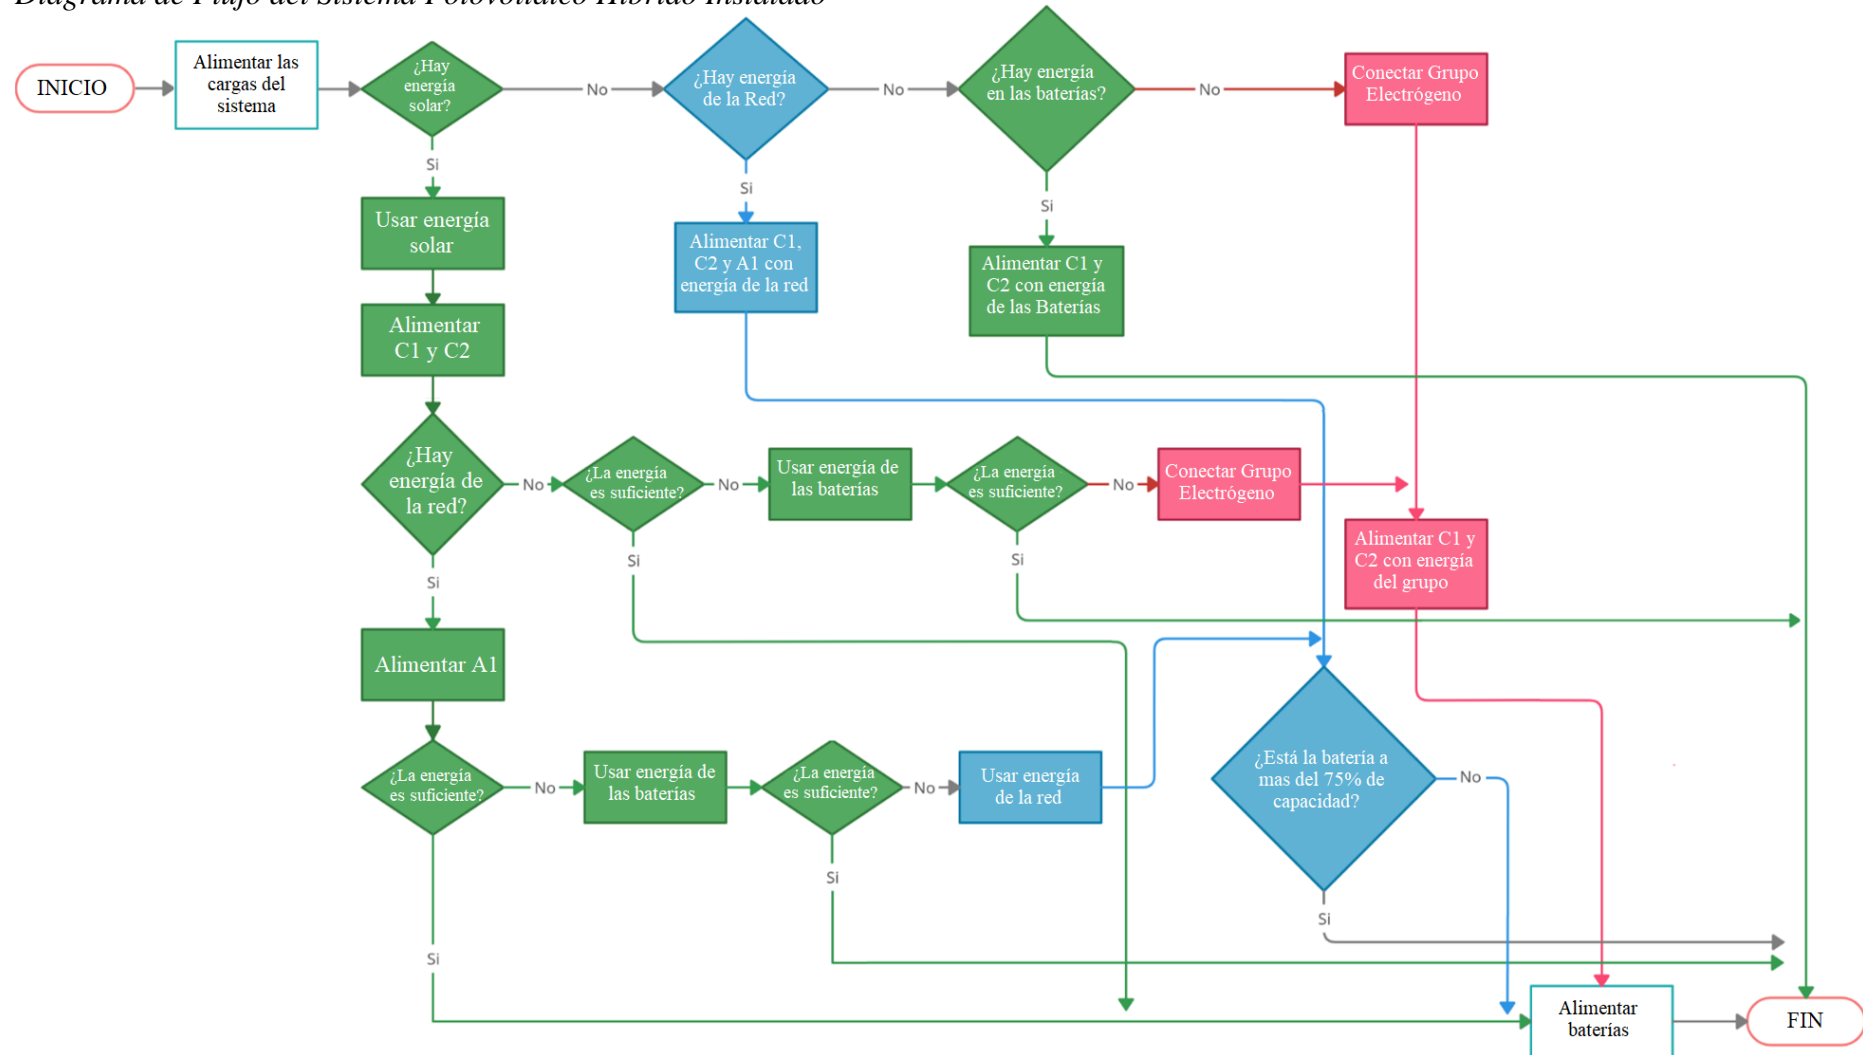 Diagrama de Flujo del Sistema Fotovoltaico Híbrido Instalado
INICIO
Alimentar las
cargas del
sistema
¿Hay
energía
solar?
No
¿Hay energía
de la Red?
No
¿Hay energía
en las baterías?
No
Conectar Grupo
Electrógeno
Si
Si
Si
Usar energía
solar
Alimentar C1,
C2 y A1 con
energía de la red
Alimentar C1 y
C2 con energía
de las Baterías
Alimentar
C1 y C2
¿Hay
energía de
la red?
No
¿La energía
es suficiente?
No
Usar energía de
las baterías
¿La energía
es suficiente?
No
Conectar Grupo
Electrógeno
Alimentar C1 y
C2 con energía
del grupo
Si
Si
Si
Alimentar A1
¿La energía
es suficiente?
No
Usar energía de
las baterías
¿La energía
es suficiente?
No
Usar energía
de la red
¿Está la batería a
mas del 75% de
capacidad?
No
Si
Si
Si
Alimentar
baterías
FIN